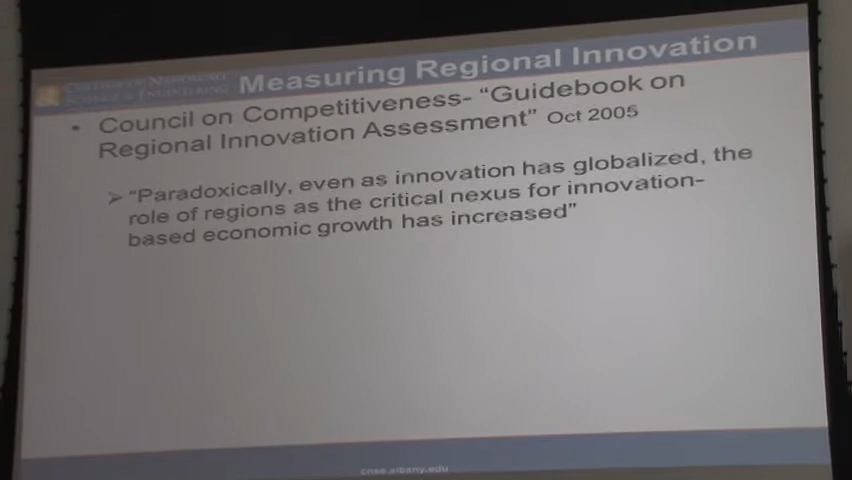 COLLEGE OF NANOSCALE
SCIENCE & ENGINEERING
Measuring Regional Innovation
• Council on Competitiveness- “Guidebook on
Regional Innovation Assessment” Oct 2005
➢ “Paradoxically, even as innovation has globalized, the
role of regions as the critical nexus for innovation-
based economic growth has increased”
cnse.albany.edu